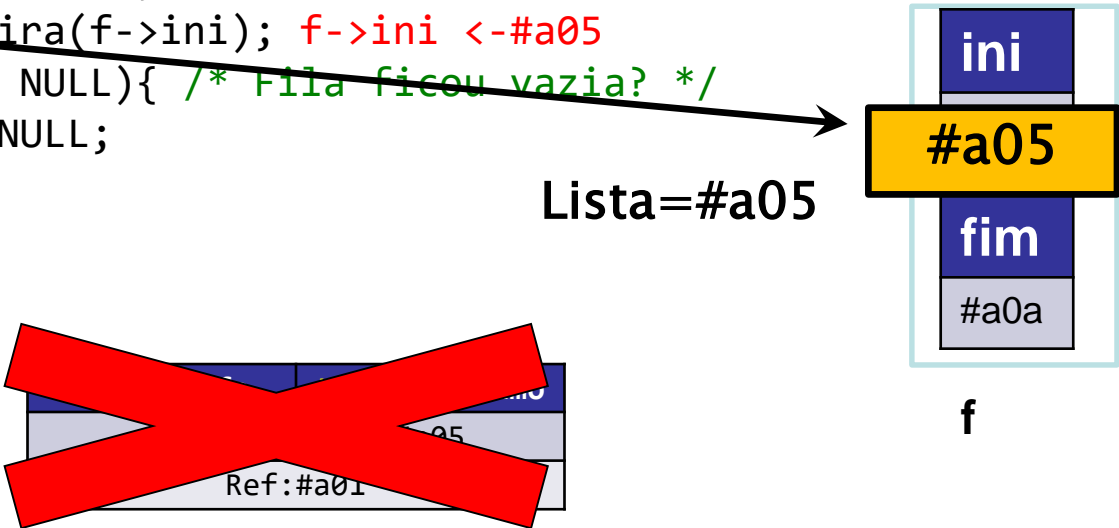 ira(f->ini); f->ini <-#a05
NULL){ /* Fila ficou vazia? */
NULL;
ini
#a05
Lista=#a05
fim
#a0a
f
Ref:#a01